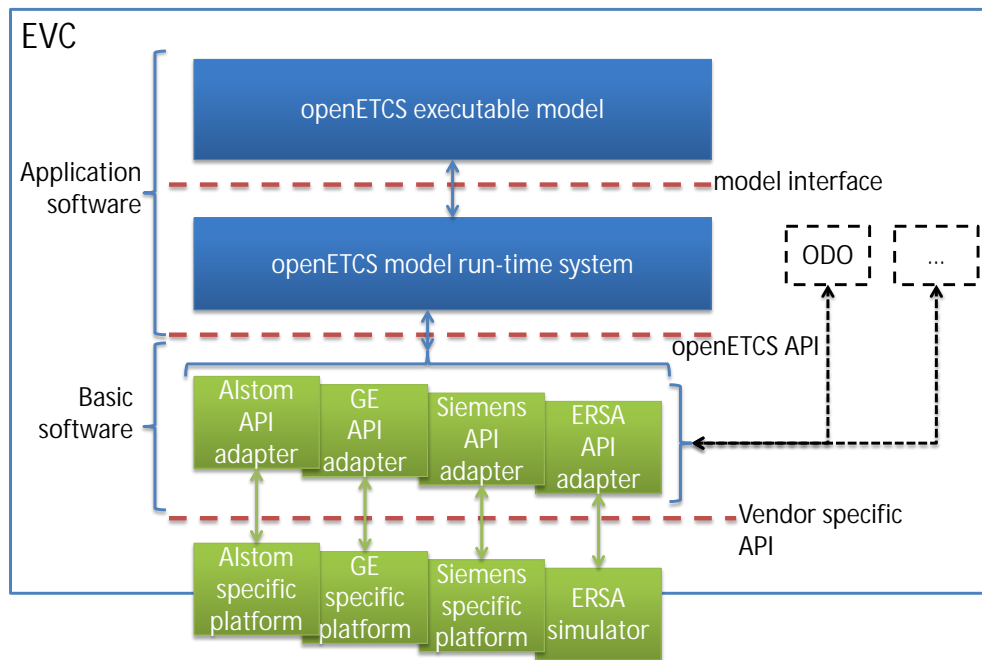 EVC
openETCS executable model
Application
software
model interface
openETCS model run-time system
ODO
...
openETCS API
Basic
software
Alstom
API
adapter
GE
API
adapter
Siemens
API
adapter
ERSA
API
adapter
Vendor specific
API
Alstom
specific
platform
GE
specific
platform
Siemens
specific
platform
ERSA
simulator